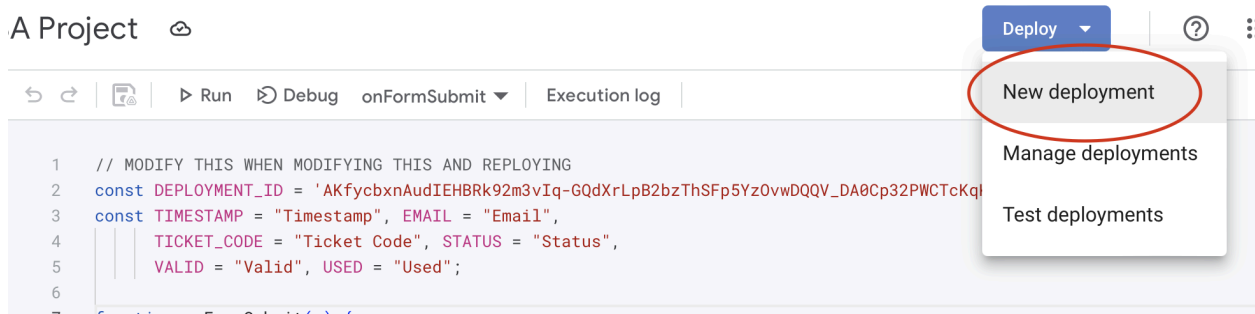 A Project
Deploy
Run Debug onFormSubmit Execution log
New deployment
Manage deployments
Test deployments
1 // MODIFY THIS WHEN MODIFYING THIS AND REPLOYING
2 const DEPLOYMENT_ID = 'AKfycbxnAudIEHBRk92m3vIq-GQdXrLpB2bzThSFp5YzOvwDQQV_DA0Cp32PWCTcKq
3 const TIMESTAMP = "Timestamp", EMAIL = "Email",
4 TICKET_CODE = "Ticket Code", STATUS = "Status",
5 VALID = "Valid", USED = "Used";
6